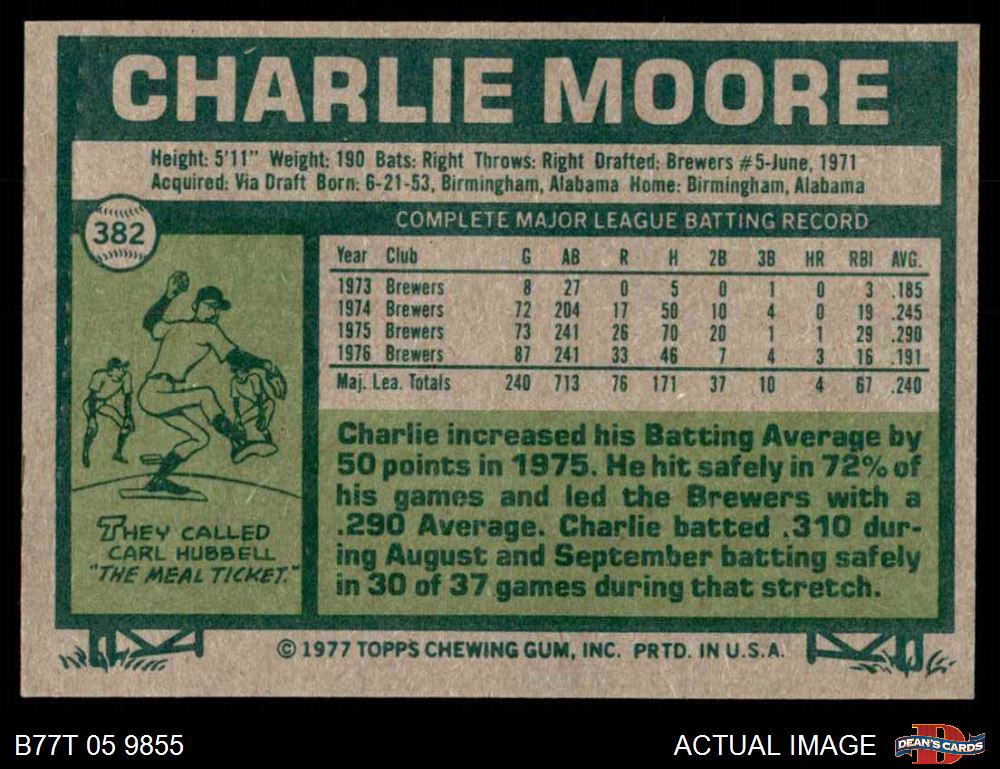 CHARLIE MOORE
Height: 5'11" Weight: 190 Bats: Right Throws: Right Drafted: Brewers #5-June, 1971
Acquired: Via Draft Born: 6-21-53, Birmingham, Alabama Home: Birmingham, Alabama
382
COMPLETE MAJOR LEAGUE BATTING RECORD
Year Club G AB R H 2B 3B HR RBI AVG.
1973 Brewers 8 27 0 5 0 1 0 3 .185
1974 Brewers 72 204 17 50 10 4 0 19 .245
1975 Brewers 73 241 26 70 20 1 1 29 .290
1976 Brewers 87 241 33 46 7 4 3 16 .191
Maj. Lea. Totals 240 713 76 171 37 10 4 67 .240
THEY CALLED
CARL HUBBELL
"THE MEAL TICKET."
Charlie increased his Batting Average by
50 points in 1975. He hit safely in 72% of
his games and led the Brewers with a
.290 Average. Charlie batted .310 dur-
ing August and September batting safely
in 30 of 37 games during that stretch.
© 1977 TOPPS CHEWING GUM, INC. PRTD. IN U.S.A.
B77T 05 9855
ACTUAL IMAGE
D
DEAN'S CARDS